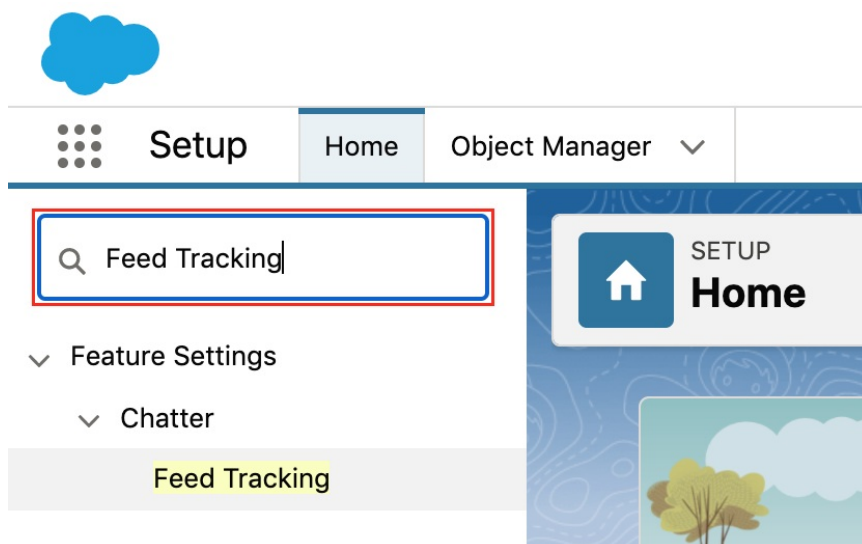 Setup Home Object Manager
Feed Tracking
SETUP
Home
Feature Settings
Chatter
Feed Tracking